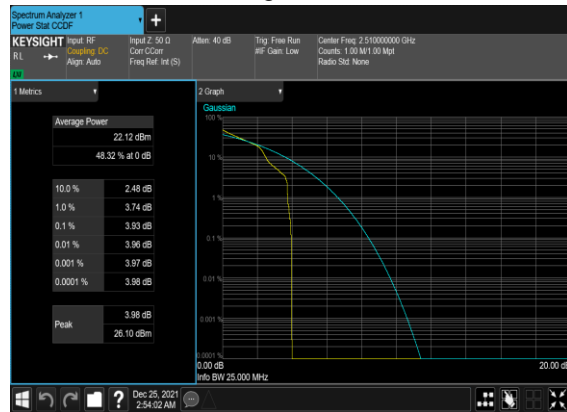 Spectrum Analyzer 1
Power Stat CCDF
KEYSIGHT
RL
Input: RF
Coupling: DC
Align: Auto
Input Z: 50 Ω
Corr CCorr
Freq Ref: Int (S)
Atten: 40 dB
Trig: Free Run
#IF Gain: Low
Center Freq: 2.510000000 GHz
Counts: 1.00 M/1.00 Mpt
Radio Std: None
1 Metrics
Average Power
22.12 dBm
48.32 % at 0 dB
10.0 % 2.48 dB
1.0 % 3.74 dB
0.1 % 3.93 dB
0.01 % 3.96 dB
0.001 % 3.97 dB
0.0001 % 3.98 dB
Peak
3.98 dB
26.10 dBm
2 Graph
Gaussian
100 %
10 %
1 %
0.1 %
0.01 %
0.001 %
0.0001 %
0.00 dB 20.00 dB
Info BW 25.000 MHz
? Dec 25, 2021
2:54:02 AM